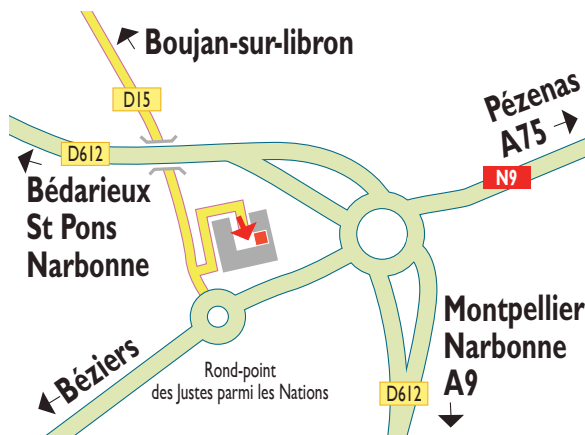 Boujan-sur-libron
D15
Pézenas
A75
D612
N9
Bédarieux
St Pons
Narbonne
Montpellier
Narbonne
A9
Béziers
Rond-point
des Justes parmi les Nations
D612